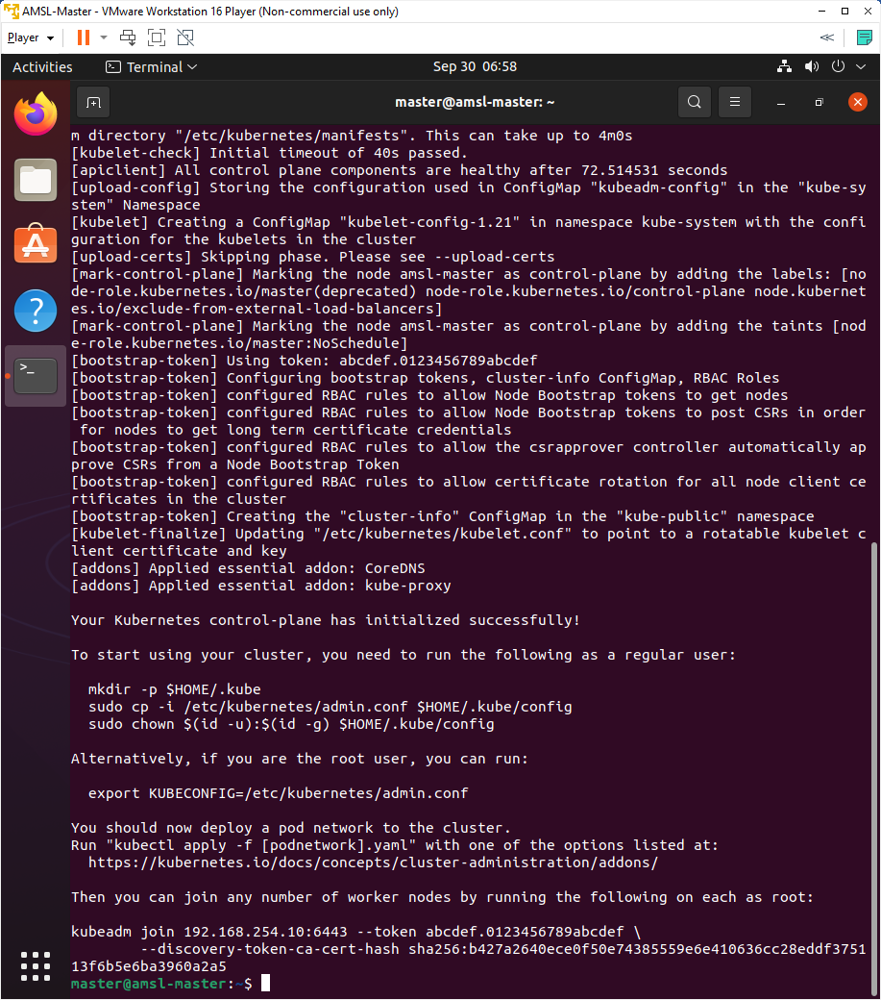 AMSL-Master - VMware Workstation 16 Player (Non-commercial use only)
Player
Activities
Terminal
Sep 30 06:58
master@amsl-master: ~
m directory "/etc/kubernetes/manifests". This can take up to 4m0s
[kubelet-check] Initial timeout of 40s passed.
[apiclient] All control plane components are healthy after 72.514531 seconds
[upload-config] Storing the configuration used in ConfigMap "kubeadm-config" in the "kube-sy
stem" Namespace
[kubelet] Creating a ConfigMap "kubelet-config-1.21" in namespace kube-system with the confi
guration for the kubelets in the cluster
[upload-certs] Skipping phase. Please see --upload-certs
[mark-control-plane] Marking the node amsl-master as control-plane by adding the labels: [no
de-role.kubernetes.io/master(deprecated) node-role.kubernetes.io/control-plane node.kubernet
es.io/exclude-from-external-load-balancers]
[mark-control-plane] Marking the node amsl-master as control-plane by adding the taints [nod
e-role.kubernetes.io/master:NoSchedule]
[bootstrap-token] Using token: abcdef.0123456789abcdef
[bootstrap-token] Configuring bootstrap tokens, cluster-info ConfigMap, RBAC Roles
[bootstrap-token] configured RBAC rules to allow Node Bootstrap tokens to get nodes
[bootstrap-token] configured RBAC rules to allow Node Bootstrap tokens to post CSRs in order
 for nodes to get long term certificate credentials
[bootstrap-token] configured RBAC rules to allow the csrapprover controller automatically ap
prove CSRs from a Node Bootstrap Token
[bootstrap-token] configured RBAC rules to allow certificate rotation for all node client ce
rtificates in the cluster
[bootstrap-token] Creating the "cluster-info" ConfigMap in the "kube-public" namespace
[kubelet-finalize] Updating "/etc/kubernetes/kubelet.conf" to point to a rotatable kubelet c
lient certificate and key
[addons] Applied essential addon: CoreDNS
[addons] Applied essential addon: kube-proxy
Your Kubernetes control-plane has initialized successfully!
To start using your cluster, you need to run the following as a regular user:
mkdir -p $HOME/.kube
sudo cp -i /etc/kubernetes/admin.conf $HOME/.kube/config
sudo chown $(id -u):$(id -g) $HOME/.kube/config
Alternatively, if you are the root user, you can run:
export KUBECONFIG=/etc/kubernetes/admin.conf
You should now deploy a pod network to the cluster.
Run "kubectl apply -f [podnetwork].yaml" with one of the options listed at:
https://kubernetes.io/docs/concepts/cluster-administration/addons/
Then you can join any number of worker nodes by running the following on each as root:
kubeadm join 192.168.254.10:6443 --token abcdef.0123456789abcdef \
--discovery-token-ca-cert-hash sha256:b427a2640ece0f50e74385559e6e410636cc28eddf3751
13f6b5e6ba3960a2a5
master@amsl-master:~$